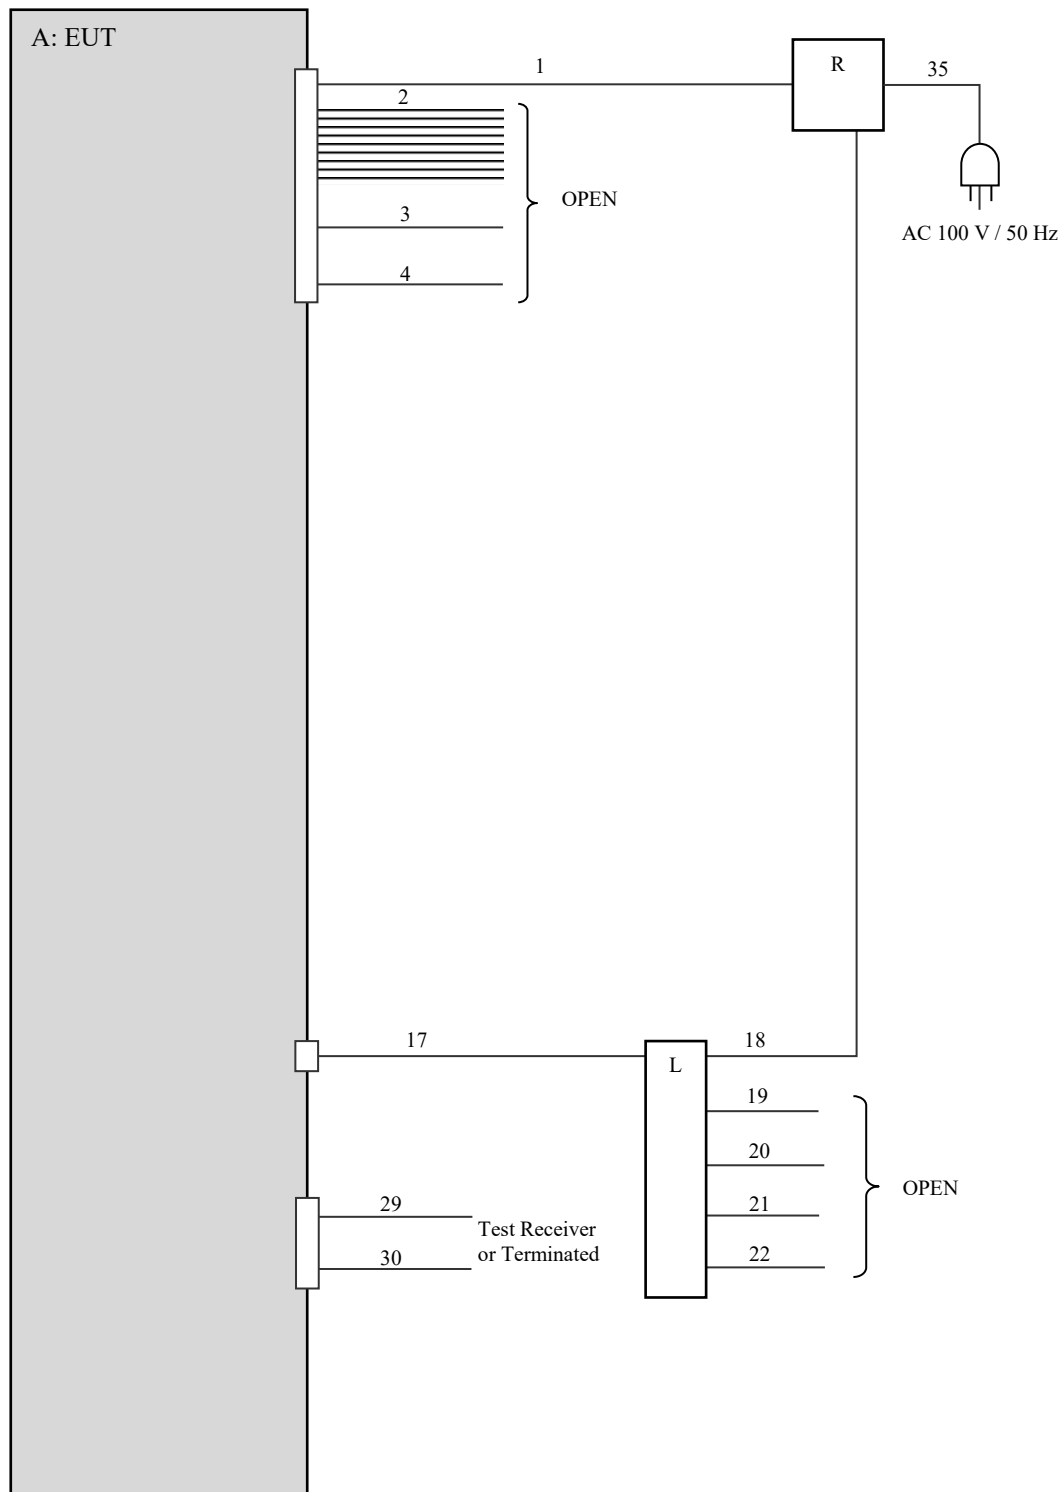 A: EUT
1
R
35
2
OPEN
3
AC 100 V / 50 Hz
4
17
L
18
19
20
OPEN
21
22
29
Test Receiver
or Terminated
30